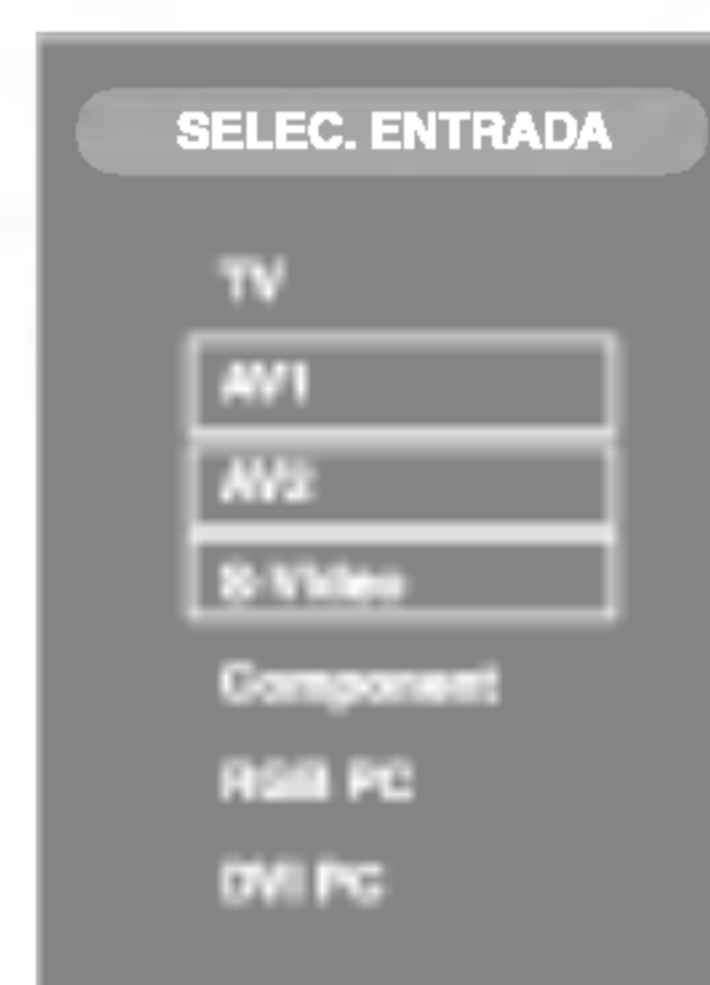 SELEC. ENTRADA
TV
AV1
AV2
S-Video
Component
RGB PC
DVI PC